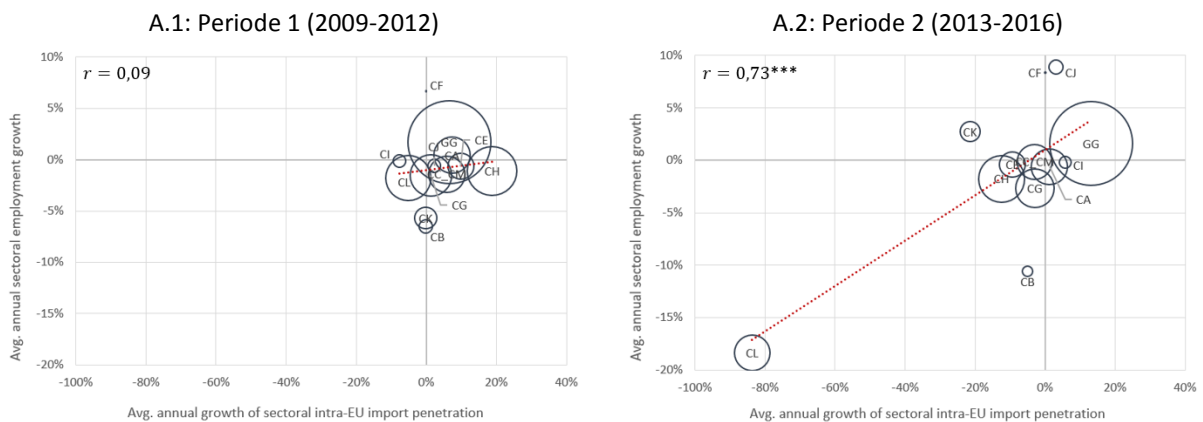 A.1: Periode 1 (2009-2012)
10%
5%
0%
-5%
-10%
-15%
-20%
Avg. annual sectoral employment growth
r = 0,09
CF
GG
CE
CA
CI
CL
CH
CG
CK
CB
-100%
-80%
-60%
-40%
-20%
0%
20%
40%
Avg. annual growth of sectoral intra-EU import penetration
A.2: Periode 2 (2013-2016)
10%
5%
0%
-5%
-10%
-15%
-20%
Avg. annual sectoral employment growth
r = 0,73***
CF
CJ
CK
GG
CE
CM
CI
CH
CG
CA
CB
CL
-100%
-80%
-60%
-40%
-20%
0%
20%
40%
Avg. annual growth of sectoral intra-EU import penetration